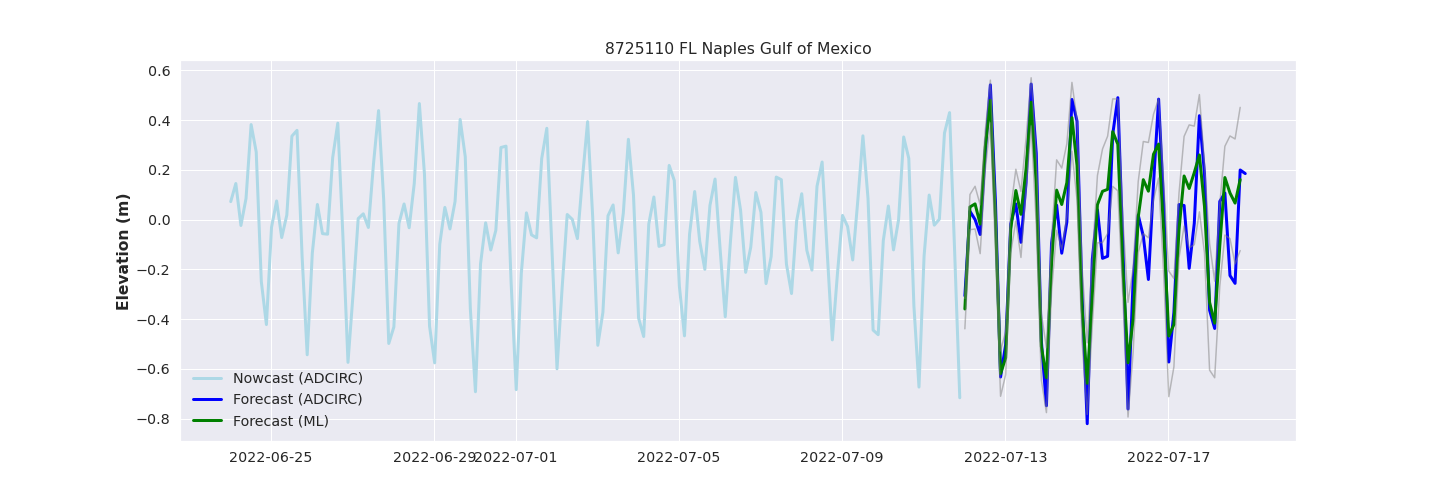 8725110 FL Naples Gulf of Mexico
0.6
0.4
0.2
0.0
−0.2
−0.4
−0.6
−0.8
Elevation (m)
Nowcast (ADCIRC)
Forecast (ADCIRC)
Forecast (ML)
2022-06-25 2022-06-29 2022-07-01 2022-07-05 2022-07-09 2022-07-13 2022-07-17